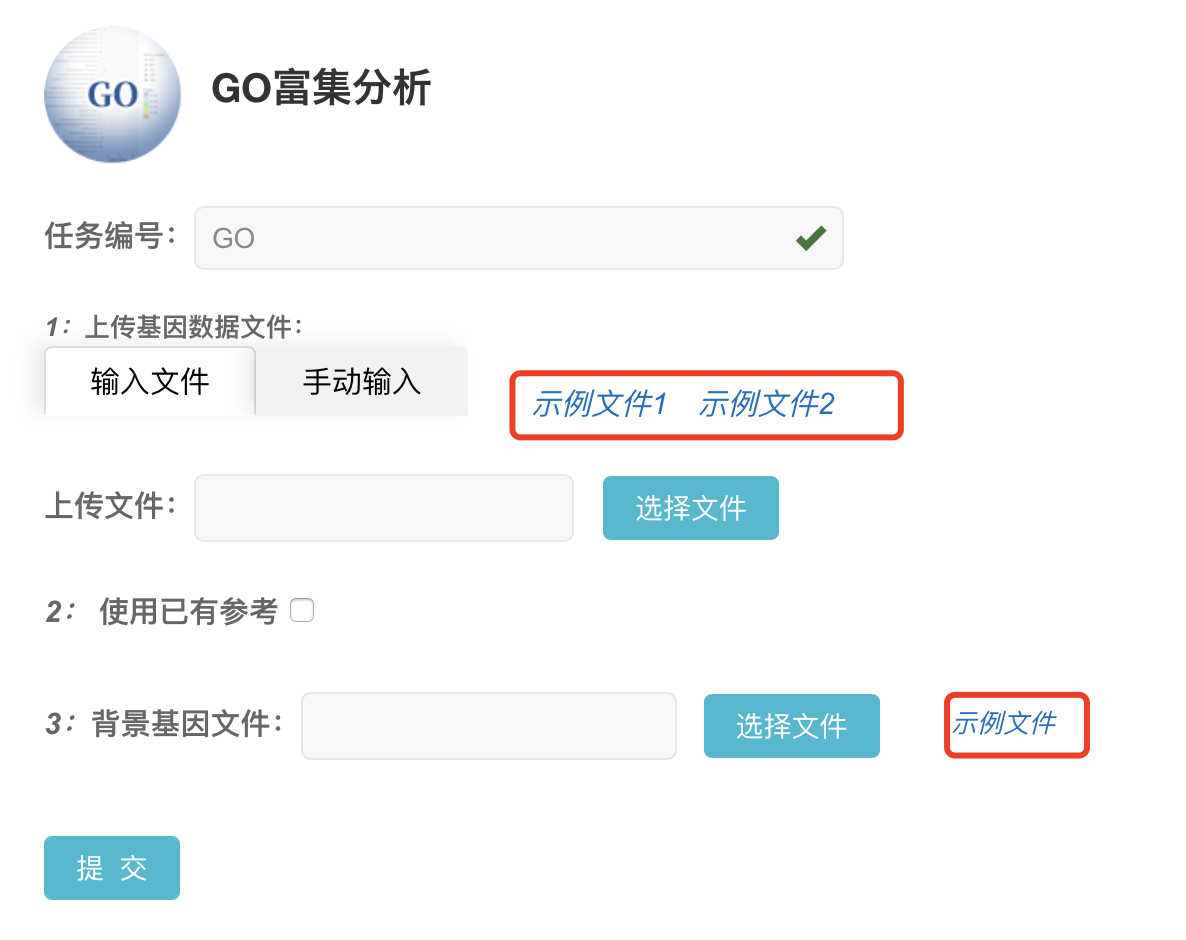 GO
GO富集分析
任务编号： GO
1：上传基因数据文件：
输入文件 手动输入 示例文件1 示例文件2
上传文件： 选择文件
2： 使用已有参考
3：背景基因文件： 选择文件 示例文件
提 交